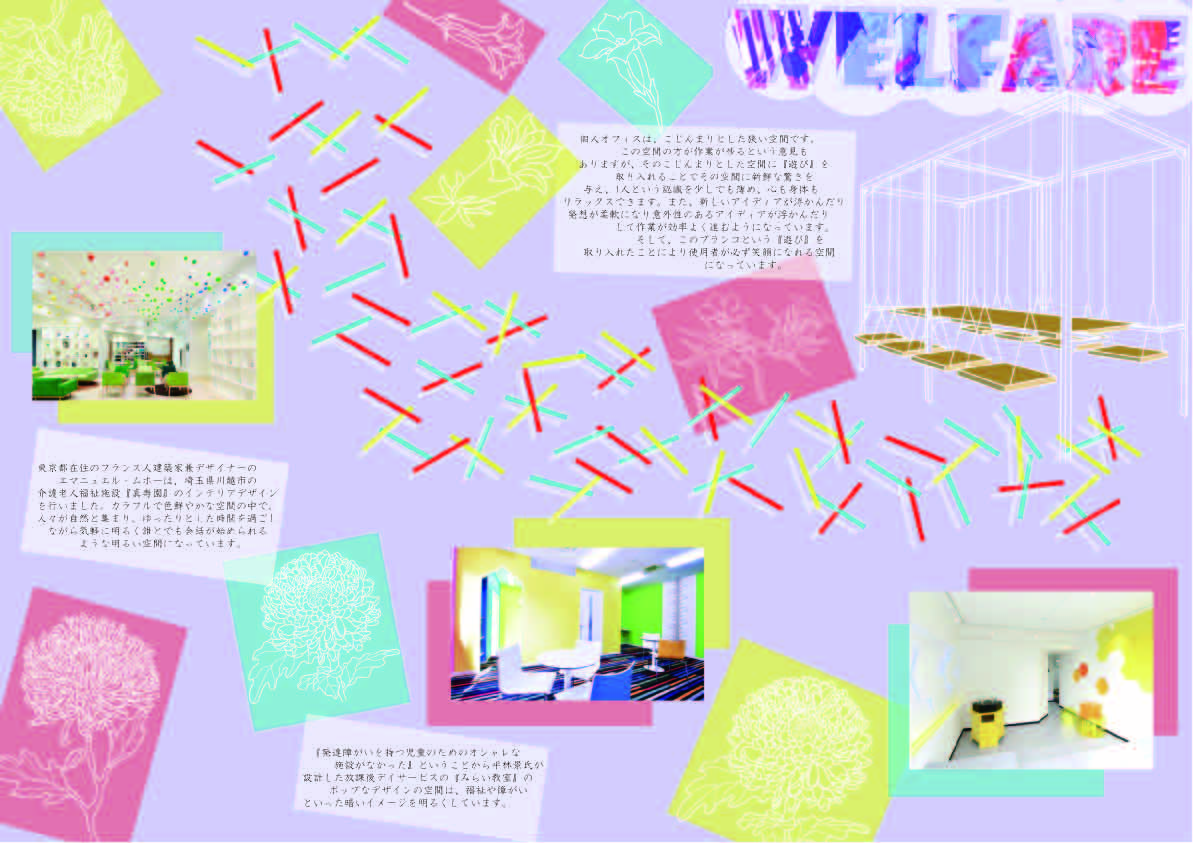 WELFARE
個人オフィスは、こじんまりとした狭い空間です。
この空間の方が作業が移るという意見も
ありますが、そのこじんまりとした空間に『遊び』を
取り入れることでその空間に新鮮な驚きを
与え、1人という認識を少しでも薄め、心も身体も
リラックスできます。また、新しいアイディアが浮かんだり
発想が柔軟になり意外性のあるアイディアが浮かんだり
して作業が効率よく進むようになっています。
そして、このブランコという『遊び』を
取り入れたことにより使用者が必ず笑顔になれる空間
になっています。
東京都在住のフランス人建築家兼デザイナーの
エマニュエル・ムホーは、埼玉県川越市の
介護老人福祉施設『真寿園』のインテリアデザイン
を行いました。カラフルで色鮮やかな空間の中で、
人々が自然と集まり、ゆったりとした時間を過ごし
ながら気軽に明るく誰とでも会話が始められる
ような明るい空間になっています。
『発達障がいを持つ児童のためのオシャレな
施設がなかった』ということから平林景氏が
設計した放課後デイサービスの『みらい教室』の
ポップなデザインの空間は、福祉や障がい
といった暗いイメージを明るくしています。